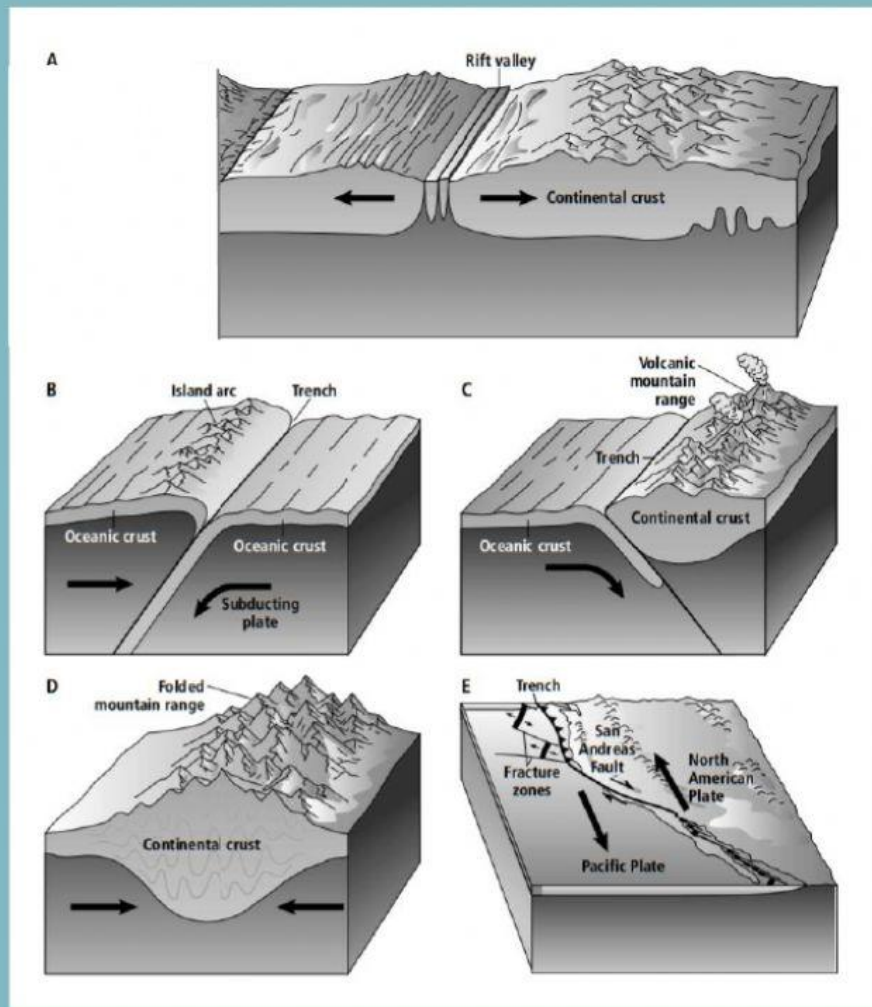 A
Rift valley
Continental crust
B
Island arc
Trench
Oceanic crust
Oceanic crust
Subducting
plate
C
Volcanic
mountain
range
Trench
Continental crust
Oceanic crust
D
Folded
mountain range
Continental crust
E
Trench
San
Andreas
Fault
Fracture
zones
North
American
Plate
Pacific Plate